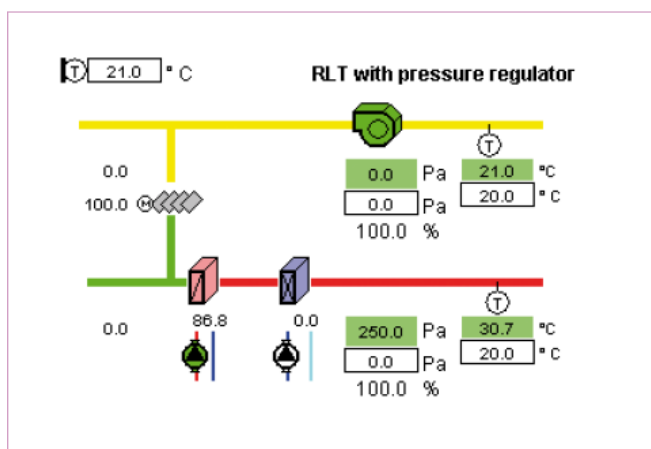 T 21.0 ° C
RLT with pressure regulator
T
0.0
0.0 Pa 21.0 °C
100.0 M
0.0 Pa 20.0 ° C
100.0 %
T
0.0
86.8 0.0
250.0 Pa 30.7 °C
0.0 Pa 20.0 ° C
100.0 %